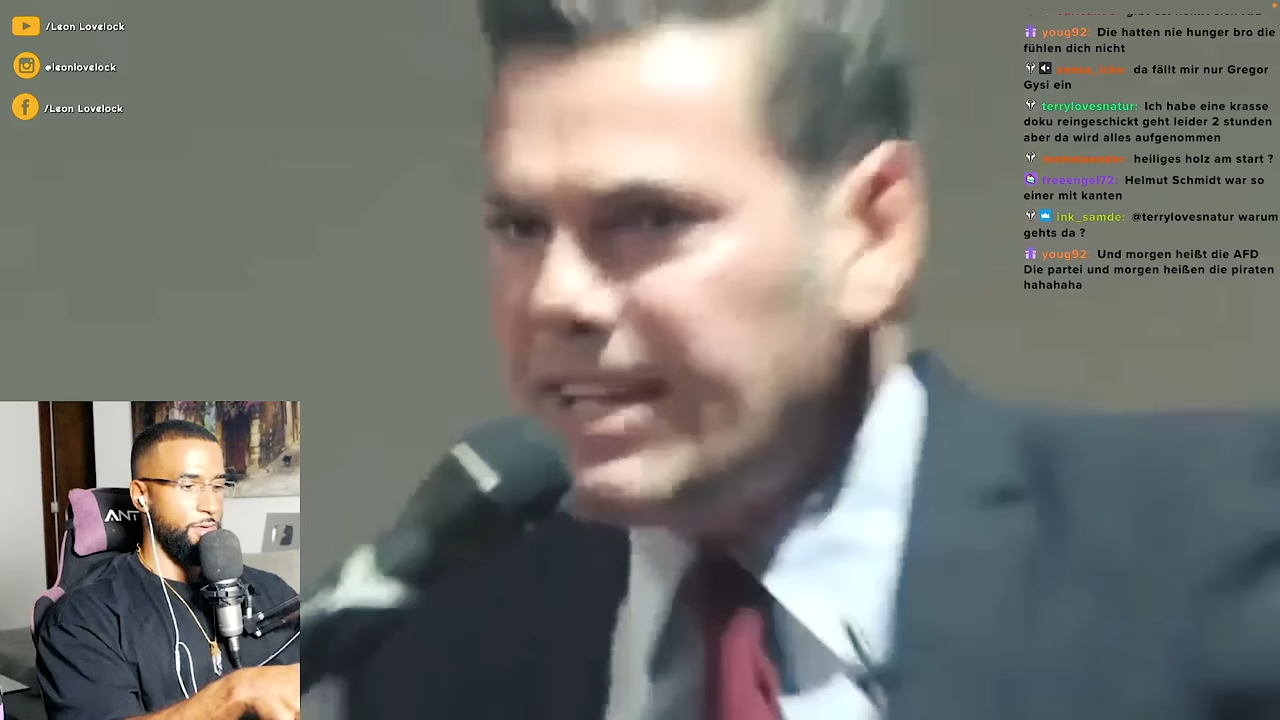 /Leon Lovelock
@leonlovelock
/Leon Lovelock
youg92: Die hatten nie hunger bro die
fühlen dich nicht
da fällt mir nur Gregor
Gysi ein
terrylovesnatur: Ich habe eine krasse
doku reingeschickt geht leider 2 stunden
aber da wird alles aufgenommen
heiliges holz am start ?
freeengel72: Helmut Schmidt war so
einer mit kanten
ink_samde: @terrylovesnatur warum
gehts da ?
youg92: Und morgen heißt die AFD
Die partei und morgen heißen die piraten
hahahaha
ANT